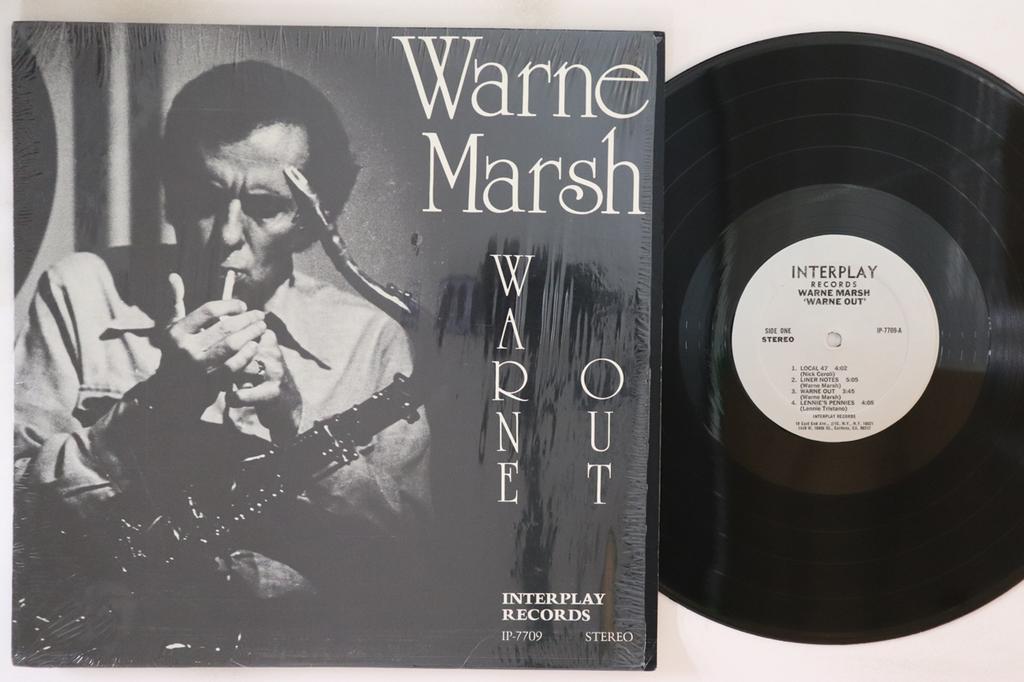 Warne
Marsh
WARNE
OUT
INTERPLAY
RECORDS
IP-7709 STEREO
INTERPLAY
RECORDS
WARNE MARSH
'WARNE OUT'
SIDE ONE IP-7709-A
STEREO
1. LOCAL 47 4:02
(Nick Ceroli)
2. LINER NOTES 5:05
(Warne Marsh)
3. WARNE OUT 3:45
(Warne Marsh)
4. LENNIE'S PENNIES 4:05
(Lennie Tristano)
INTERPLAY RECORDS